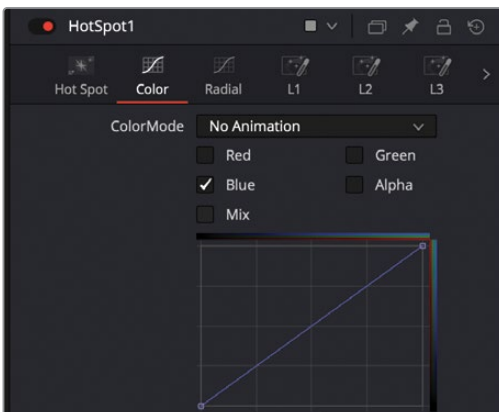 HotSpot1
Hot Spot Color Radial L1 L2 L3
ColorMode No Animation
Red Green
Blue Alpha
Mix